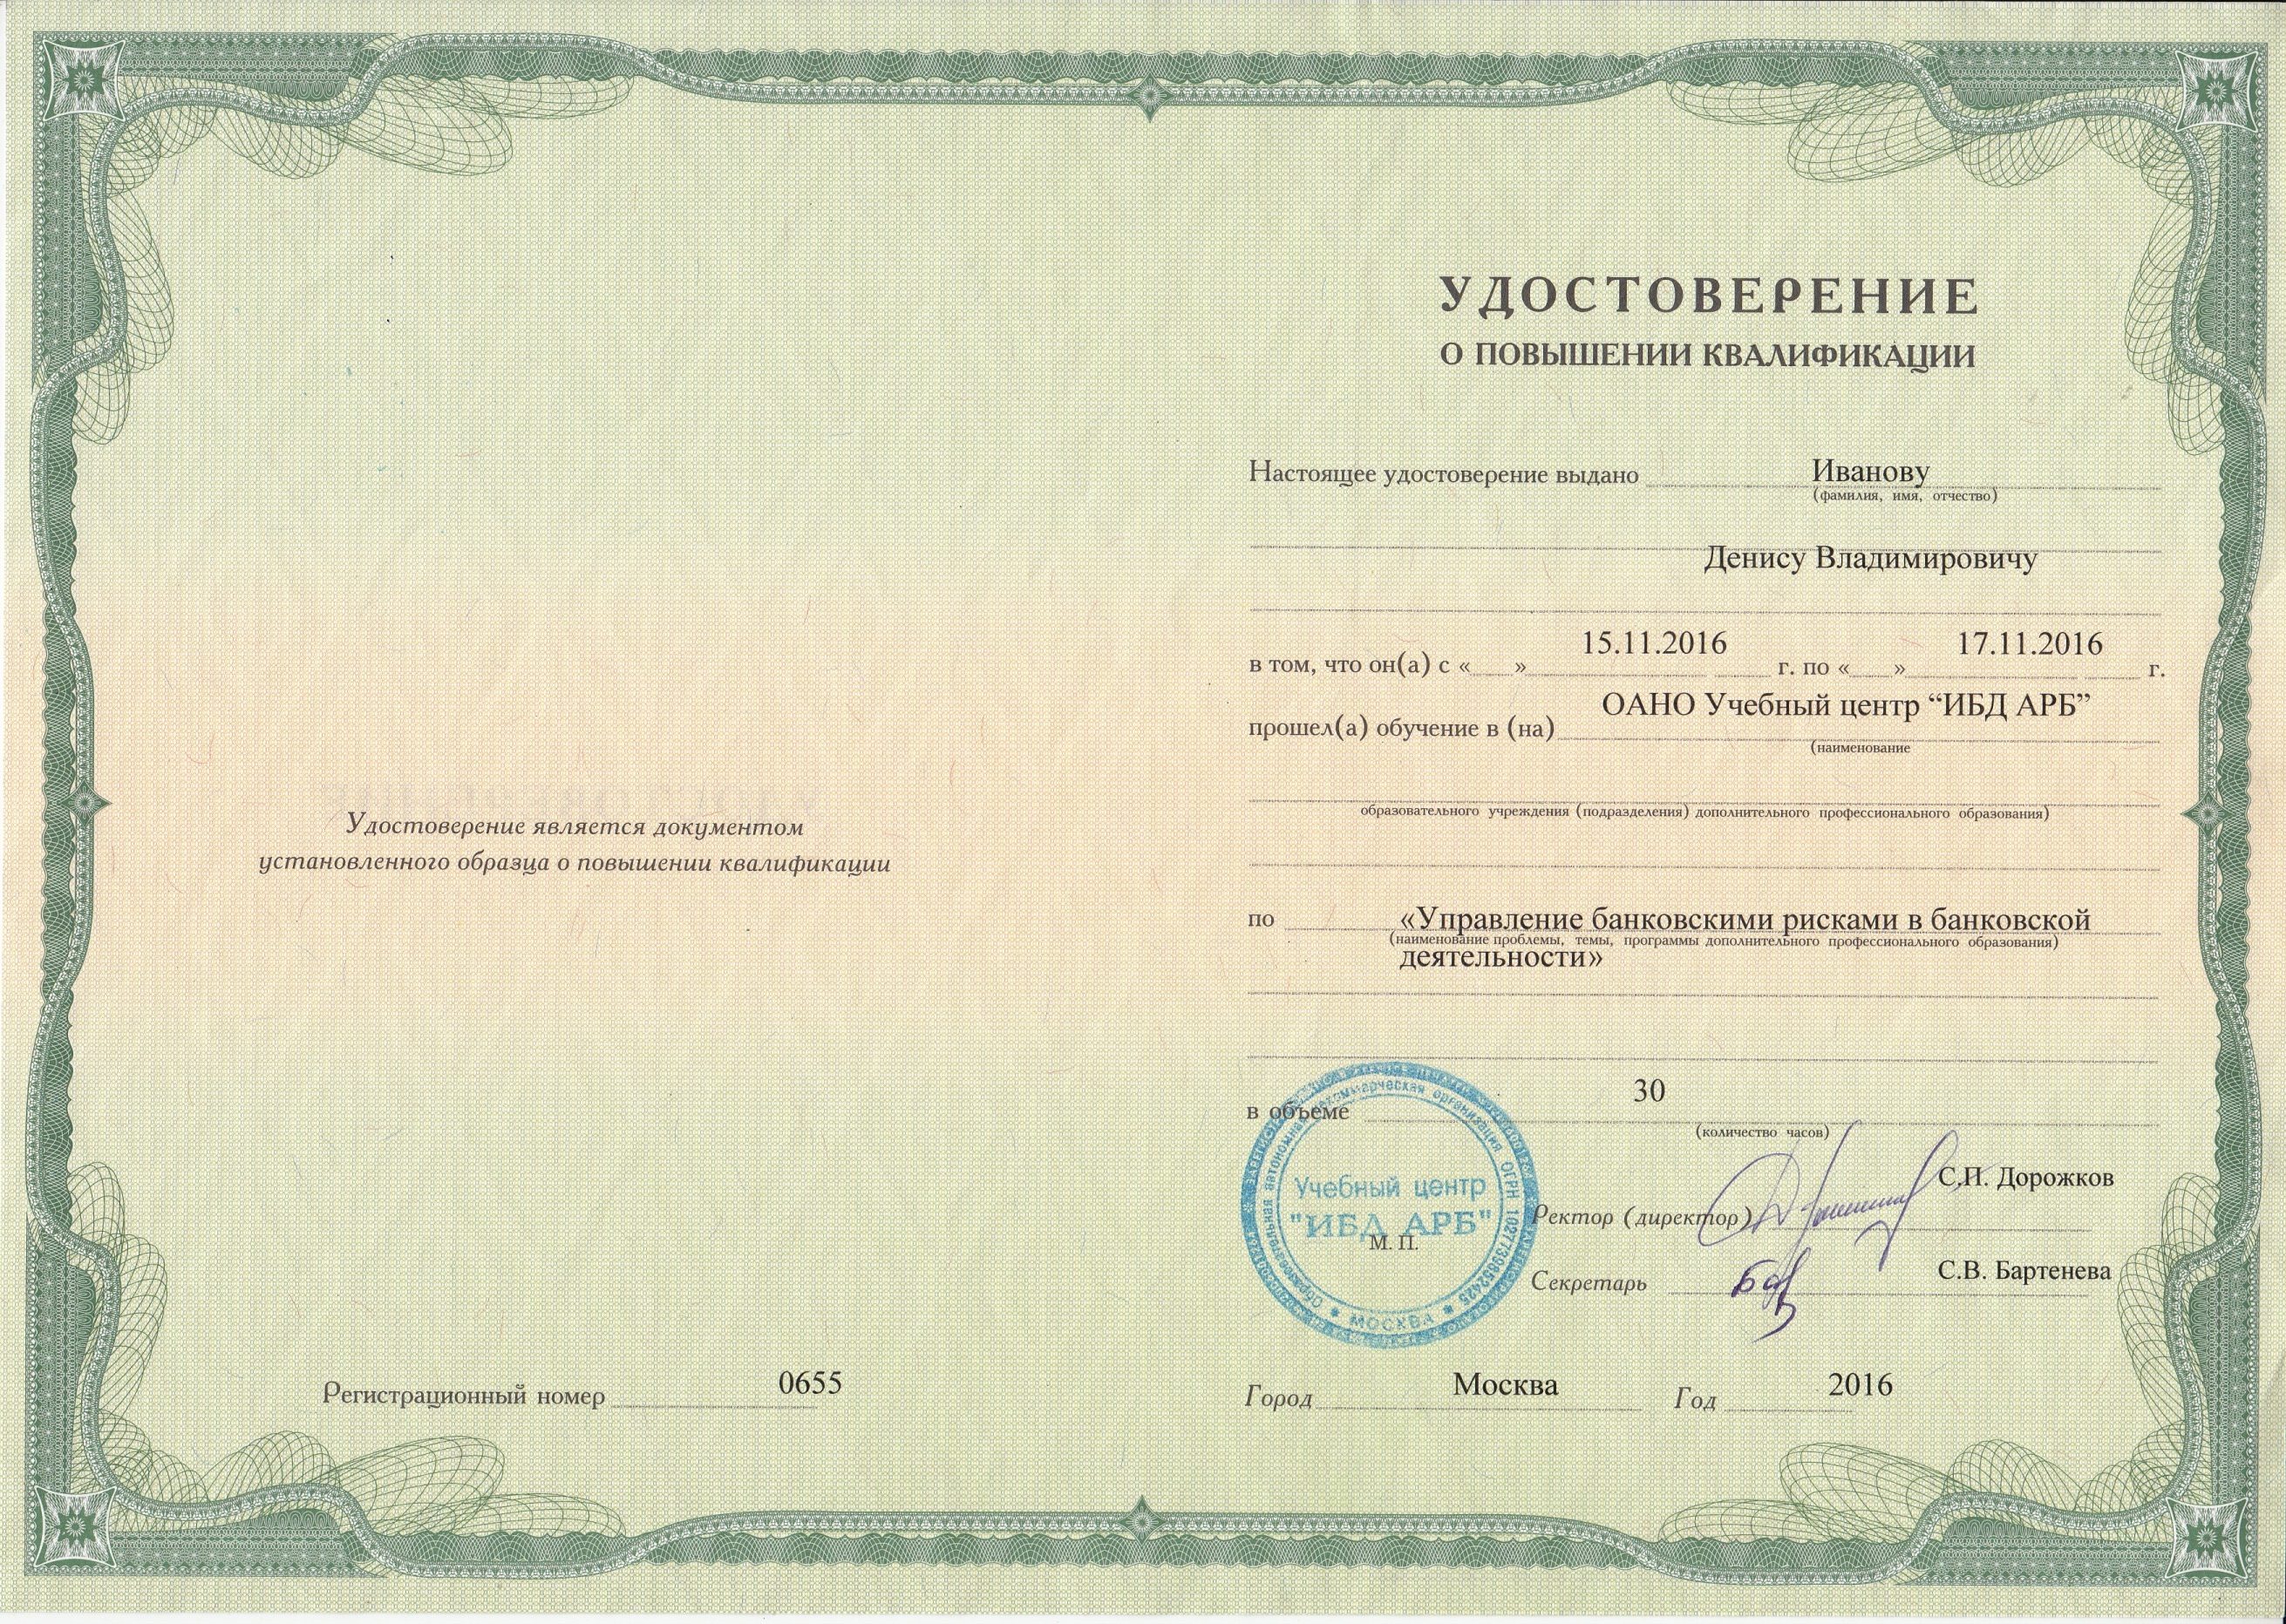 Удостоверение является документом
установленного образца о повышении квалификации
Регистрационный номер 0655
УДОСТОВЕРЕНИЕ
О ПОВЫШЕНИИ КВАЛИФИКАЦИИ
Настоящее удостоверение выдано Иванову
(фамилия, имя, отчество)
Денису Владимировичу
15.11.2016 17.11.2016
в том, что он(а) с « » г. по « » г.
ОАНО Учебный центр “ИБД АРБ”
прошел(а) обучение в (на)
(наименование
образовательного учреждения (подразделения) дополнительного профессионального образования)
по «Управление банковскими рисками в банковской
(наименование проблемы, темы, программы дополнительного профессионального образования)
деятельности»
30
в объеме
(количество часов)
Образовательная автономная некоммерческая организация ОГРН 1027739852425
* МОСКВА *
Учебный центр
"ИБД АРБ"
М. П.
С.П. Дорожков
Ректор (директор)
С.В. Бартенева
Секретарь
Город Москва Год 2016